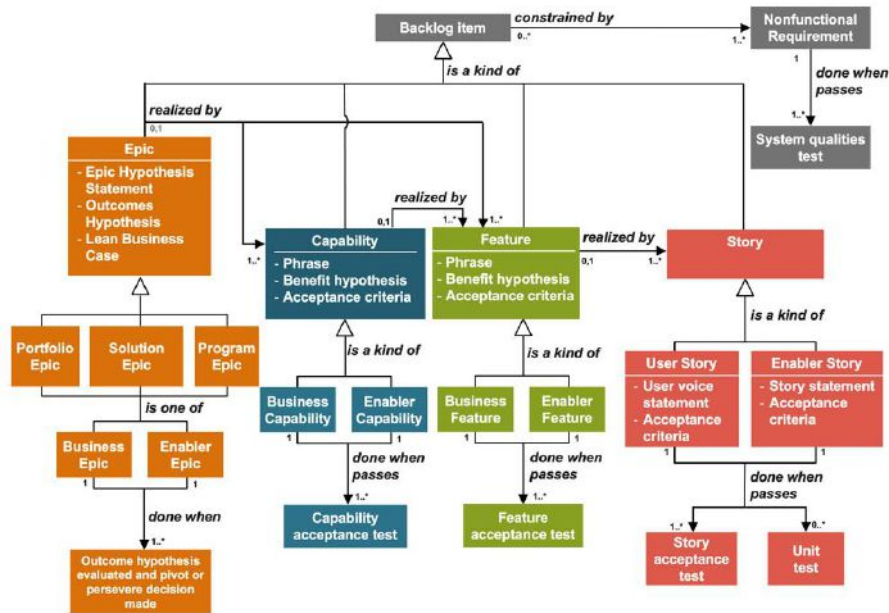 Backlog item
constrained by
0..*
1..*
Nonfunctional
Requirement
is a kind of
1
done when
passes
1..*
System qualities
test
realized by
0,1
Epic
- Epic Hypothesis
Statement
- Outcomes
Hypothesis
- Lean Business
Case
realized by
0,1
1..*
1..*
1..*
Capability
- Phrase
- Benefit hypothesis
- Acceptance criteria
Feature
- Phrase
- Benefit hypothesis
- Acceptance criteria
realized by
0,1
1..*
Story
Portfolio
Epic
Solution
Epic
Program
Epic
is one of
Business
Epic
Enabler
Epic
1
1
done when
1..*
Outcome hypothesis
evaluated and pivot or
persevere decision
made
is a kind of
Business
Capability
Enabler
Capability
1
1
done when
passes
1..*
Capability
acceptance test
is a kind of
Business
Feature
Enabler
Feature
1
1
done when
passes
1..*
Feature
acceptance test
is a kind of
User Story
- User voice
statement
- Acceptance
criteria
Enabler Story
- Story statement
- Acceptance
criteria
1
1
done when
passes
1..*
0..*
Story
acceptance
test
Unit
test